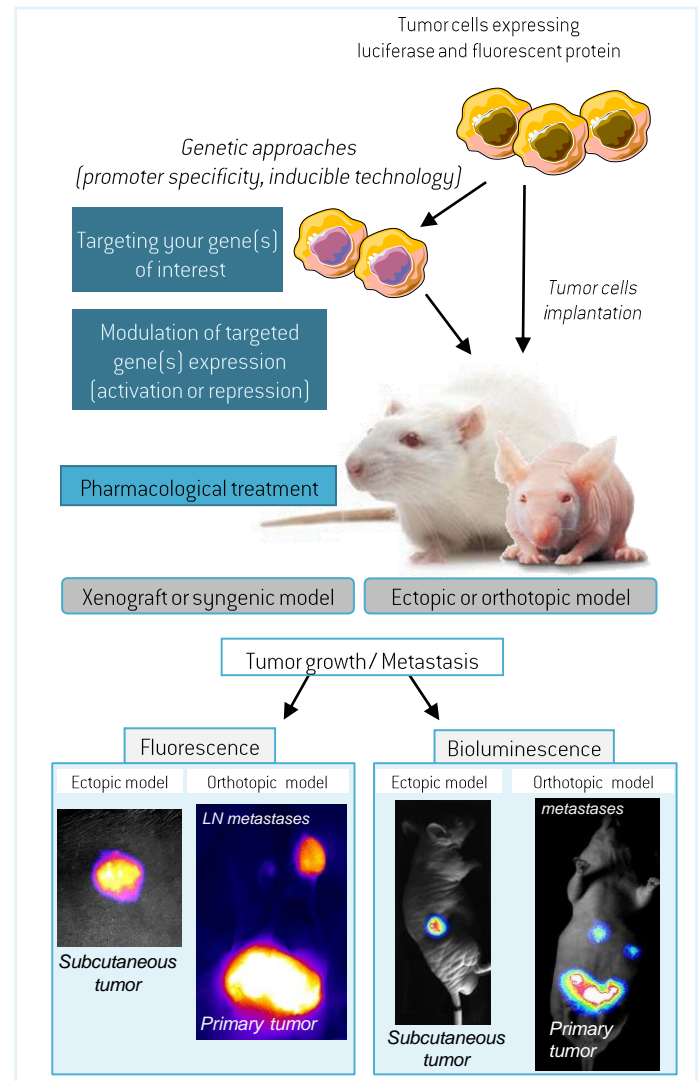 Tumor cells expressing
luciferase and fluorescent protein
Genetic approaches
(promoter specificity, inducible technology)
Targeting your gene(s)
of interest
Tumor cells
implantation
Modulation of targeted
gene(s) expression
(activation or repression)
Pharmacological treatment
Xenograft or syngenic model
Ectopic or orthotopic model
Tumor growth / Metastasis
Fluorescence
Bioluminescence
Ectopic model
Orthotopic model
LN metastases
Subcutaneous
tumor
Primary tumor
Ectopic model
Orthotopic model
metastases
Subcutaneous
tumor
Primary
tumor